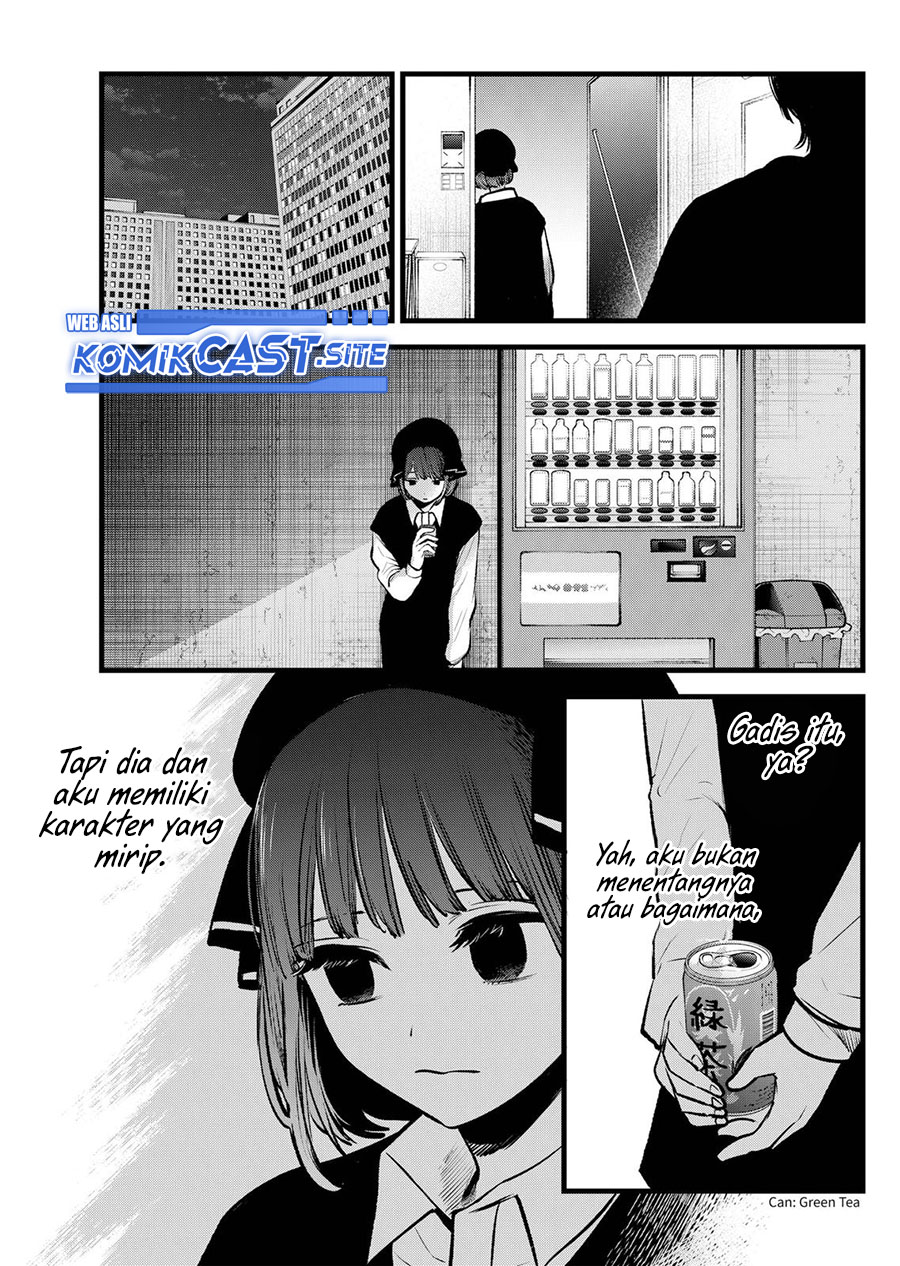 WEB ASLI
KOMIKCAST.SITE
Gadis itu,
ya?
Yah, aku bukan
menentangnya
atau bagaimana,
緑
茶
Can: Green Tea
Tapi dia dan
aku memiliki
karakter yang
mirip.